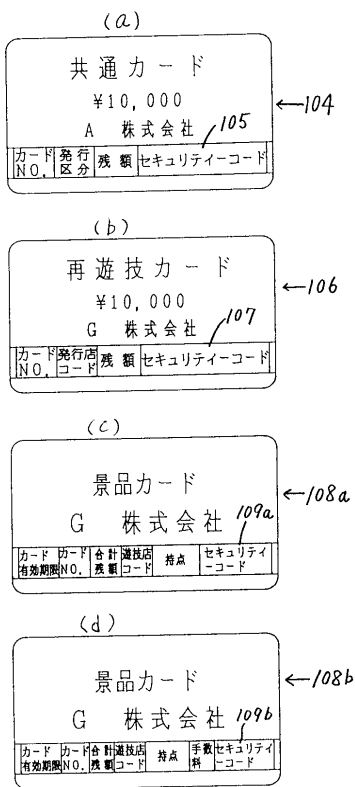 (a)
共通カード
¥10,000
A 株式会社
105
←104
カードNO. 発行区分 残額 セキュリティーコード
(b)
再遊技カード
¥10,000
G 株式会社
107
←106
カードNO. 発行店コード 残額 セキュリティーコード
(c)
景品カード
G 株式会社
109a
←108a
カード有効期限 カードNO. 合計残額 遊技店コード 持点 セキュリティーコード
(d)
景品カード
G 株式会社
109b
←108b
カード有効期限 カードNO. 合計残額 遊技店コード 持点 手数料 セキュリティーコード